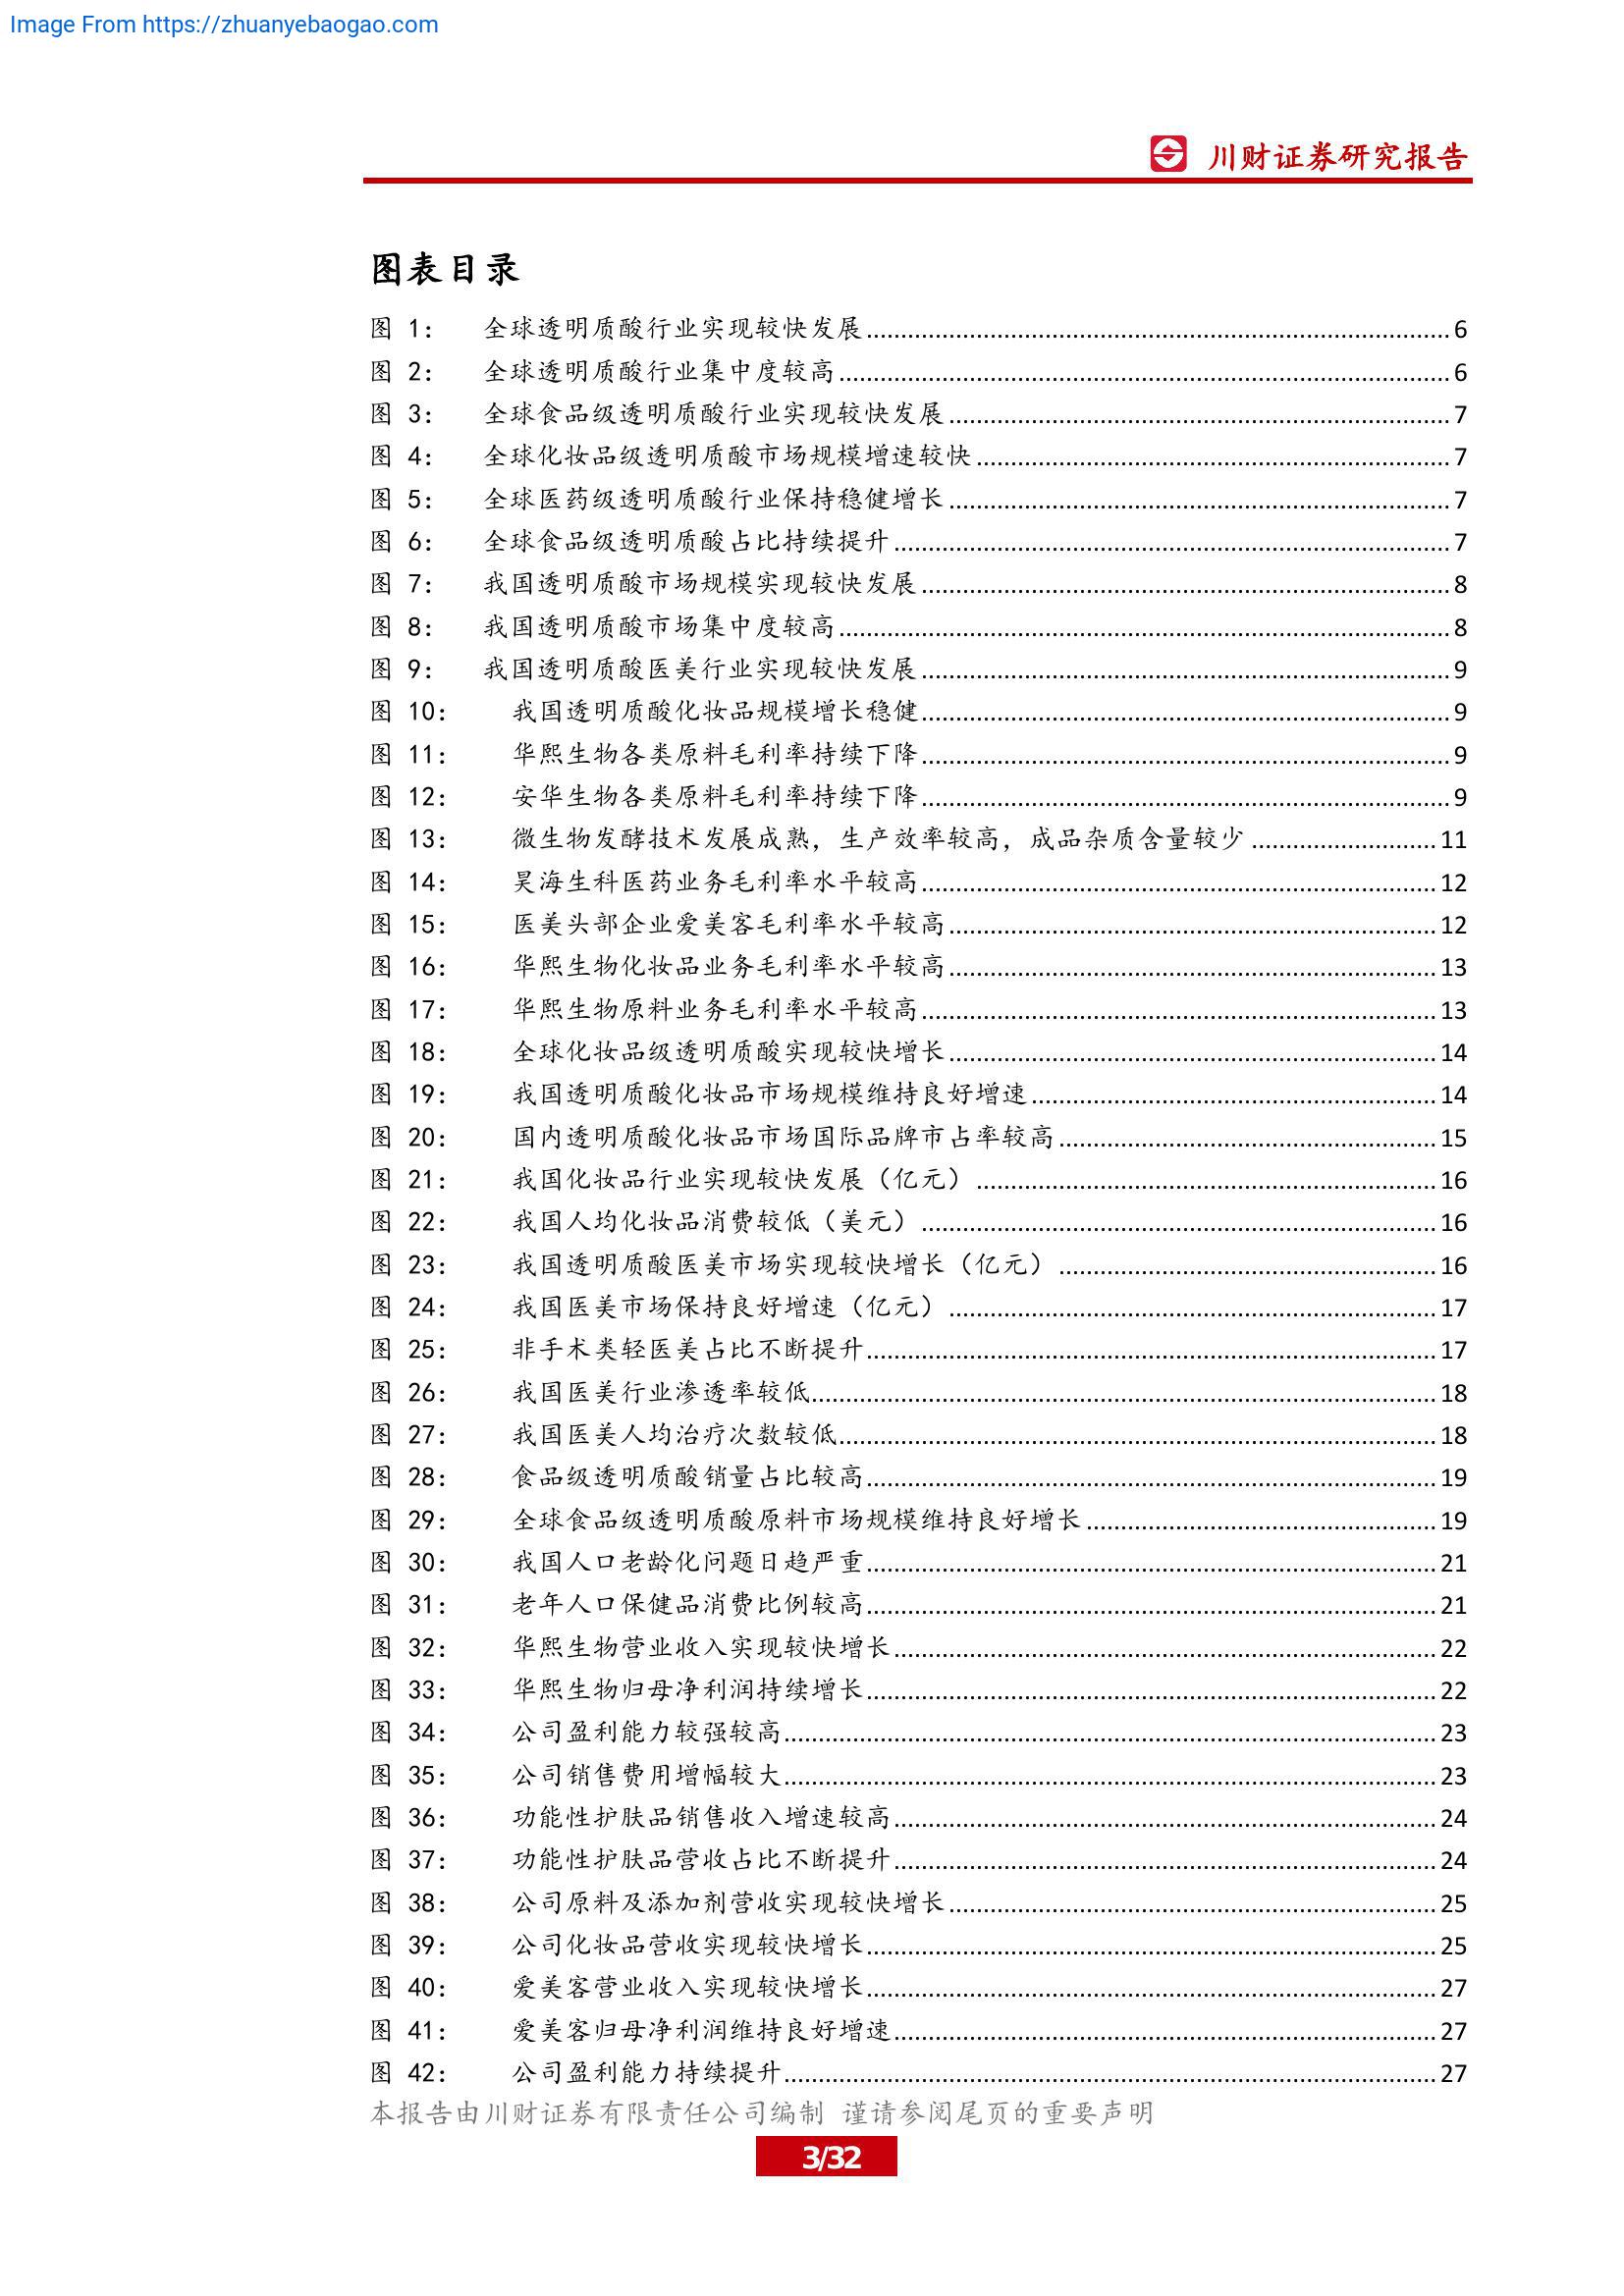 Image From https://zhuanyebaogao.com
川财证券研究报告
图表目录
图 1： 全球透明质酸行业实现较快发展 6
图 2： 全球透明质酸行业集中度较高 6
图 3： 全球食品级透明质酸行业实现较快发展 7
图 4： 全球化妆品级透明质酸市场规模增速较快 7
图 5： 全球医药级透明质酸行业保持稳健增长 7
图 6： 全球食品级透明质酸占比持续提升 7
图 7： 我国透明质酸市场规模实现较快发展 8
图 8： 我国透明质酸市场集中度较高 8
图 9： 我国透明质酸医美行业实现较快发展 9
图 10： 我国透明质酸化妆品规模增长稳健 9
图 11： 华熙生物各类原料毛利率持续下降 9
图 12： 安华生物各类原料毛利率持续下降 9
图 13： 微生物发酵技术发展成熟，生产效率较高，成品杂质含量较少 11
图 14： 昊海生科医药业务毛利率水平较高 12
图 15： 医美头部企业爱美客毛利率水平较高 12
图 16： 华熙生物化妆品业务毛利率水平较高 13
图 17： 华熙生物原料业务毛利率水平较高 13
图 18： 全球化妆品级透明质酸实现较快增长 14
图 19： 我国透明质酸化妆品市场规模维持良好增速 14
图 20： 国内透明质酸化妆品市场国际品牌市占率较高 15
图 21： 我国化妆品行业实现较快发展（亿元） 16
图 22： 我国人均化妆品消费较低（美元） 16
图 23： 我国透明质酸医美市场实现较快增长（亿元） 16
图 24： 我国医美市场保持良好增速（亿元） 17
图 25： 非手术类轻医美占比不断提升 17
图 26： 我国医美行业渗透率较低 18
图 27： 我国医美人均治疗次数较低 18
图 28： 食品级透明质酸销量占比较高 19
图 29： 全球食品级透明质酸原料市场规模维持良好增长 19
图 30： 我国人口老龄化问题日趋严重 21
图 31： 老年人口保健品消费比例较高 21
图 32： 华熙生物营业收入实现较快增长 22
图 33： 华熙生物归母净利润持续增长 22
图 34： 公司盈利能力较强较高 23
图 35： 公司销售费用增幅较大 23
图 36： 功能性护肤品销售收入增速较高 24
图 37： 功能性护肤品营收占比不断提升 24
图 38： 公司原料及添加剂营收实现较快增长 25
图 39： 公司化妆品营收实现较快增长 25
图 40： 爱美客营业收入实现较快增长 27
图 41： 爱美客归母净利润维持良好增速 27
图 42： 公司盈利能力持续提升 27
本报告由川财证券有限责任公司编制 谨请参阅尾页的重要声明
3/32